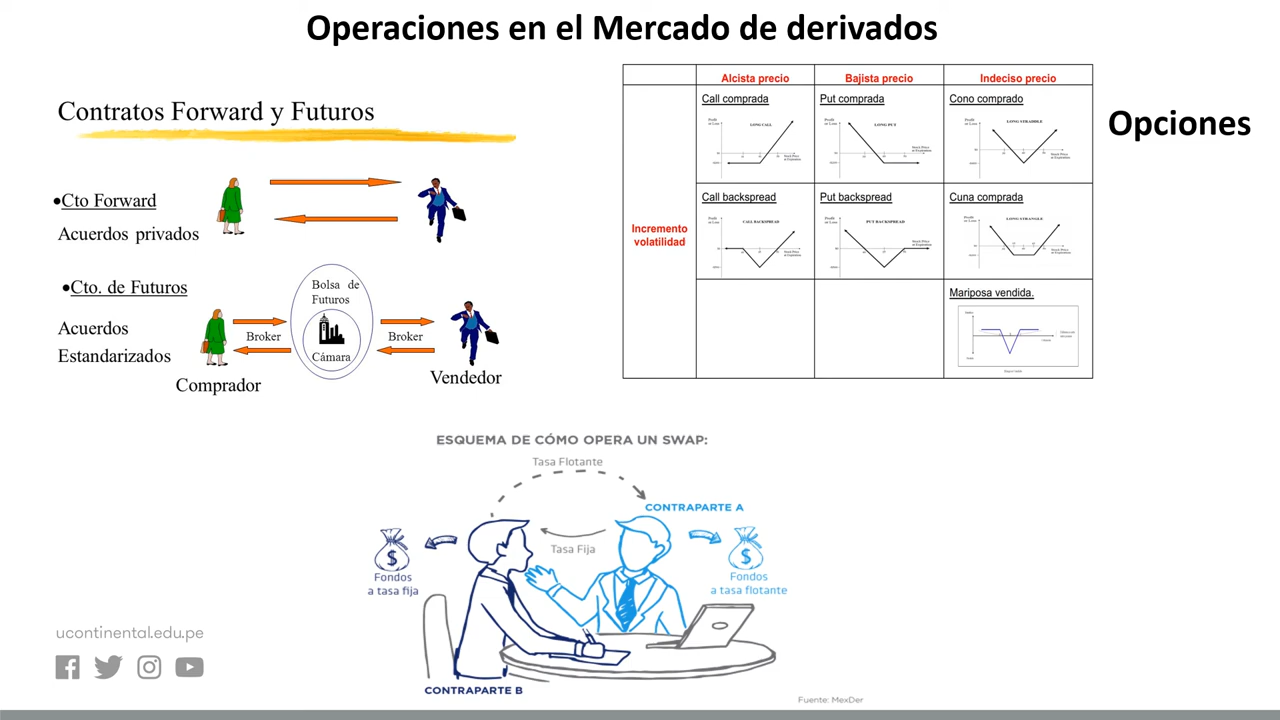 Operaciones en el Mercado de derivados
Contratos Forward y Futuros
•Cto Forward
Acuerdos privados
•Cto. de Futuros
Acuerdos
Estandarizados
Bolsa de
Futuros
Cámara
Broker
Broker
Comprador
Vendedor
Alcista precio
Bajista precio
Indeciso precio
Incremento
volatilidad
Call comprada
LONG CALL
Put comprada
LONG PUT
Cono comprado
LONG STRADDLE
Call backspread
CALL BACKSPREAD
Put backspread
PUT BACKSPREAD
Cuna comprada
LONG STRANGLE
Mariposa vendida.
Opciones
ESQUEMA DE CÓMO OPERA UN SWAP:
Tasa Flotante
CONTRAPARTE A
Tasa Fija
Fondos
a tasa fija
Fondos
a tasa flotante
CONTRAPARTE B
Fuente: MexDer
ucontinental.edu.pe